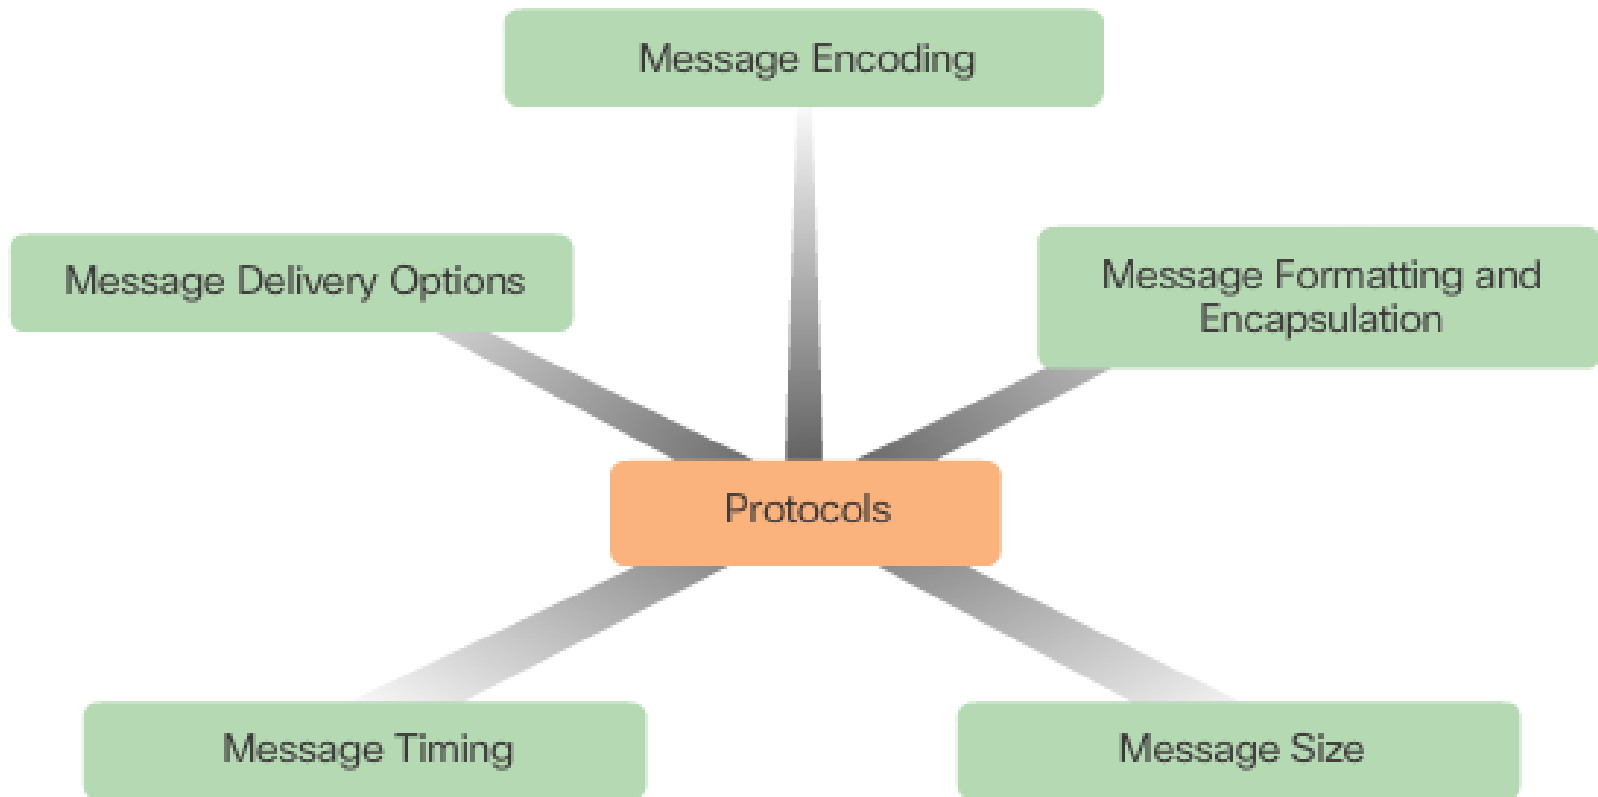 Message Encoding
Message Delivery Options
Message Formatting and
Encapsulation
Protocols
Message Timing
Message Size